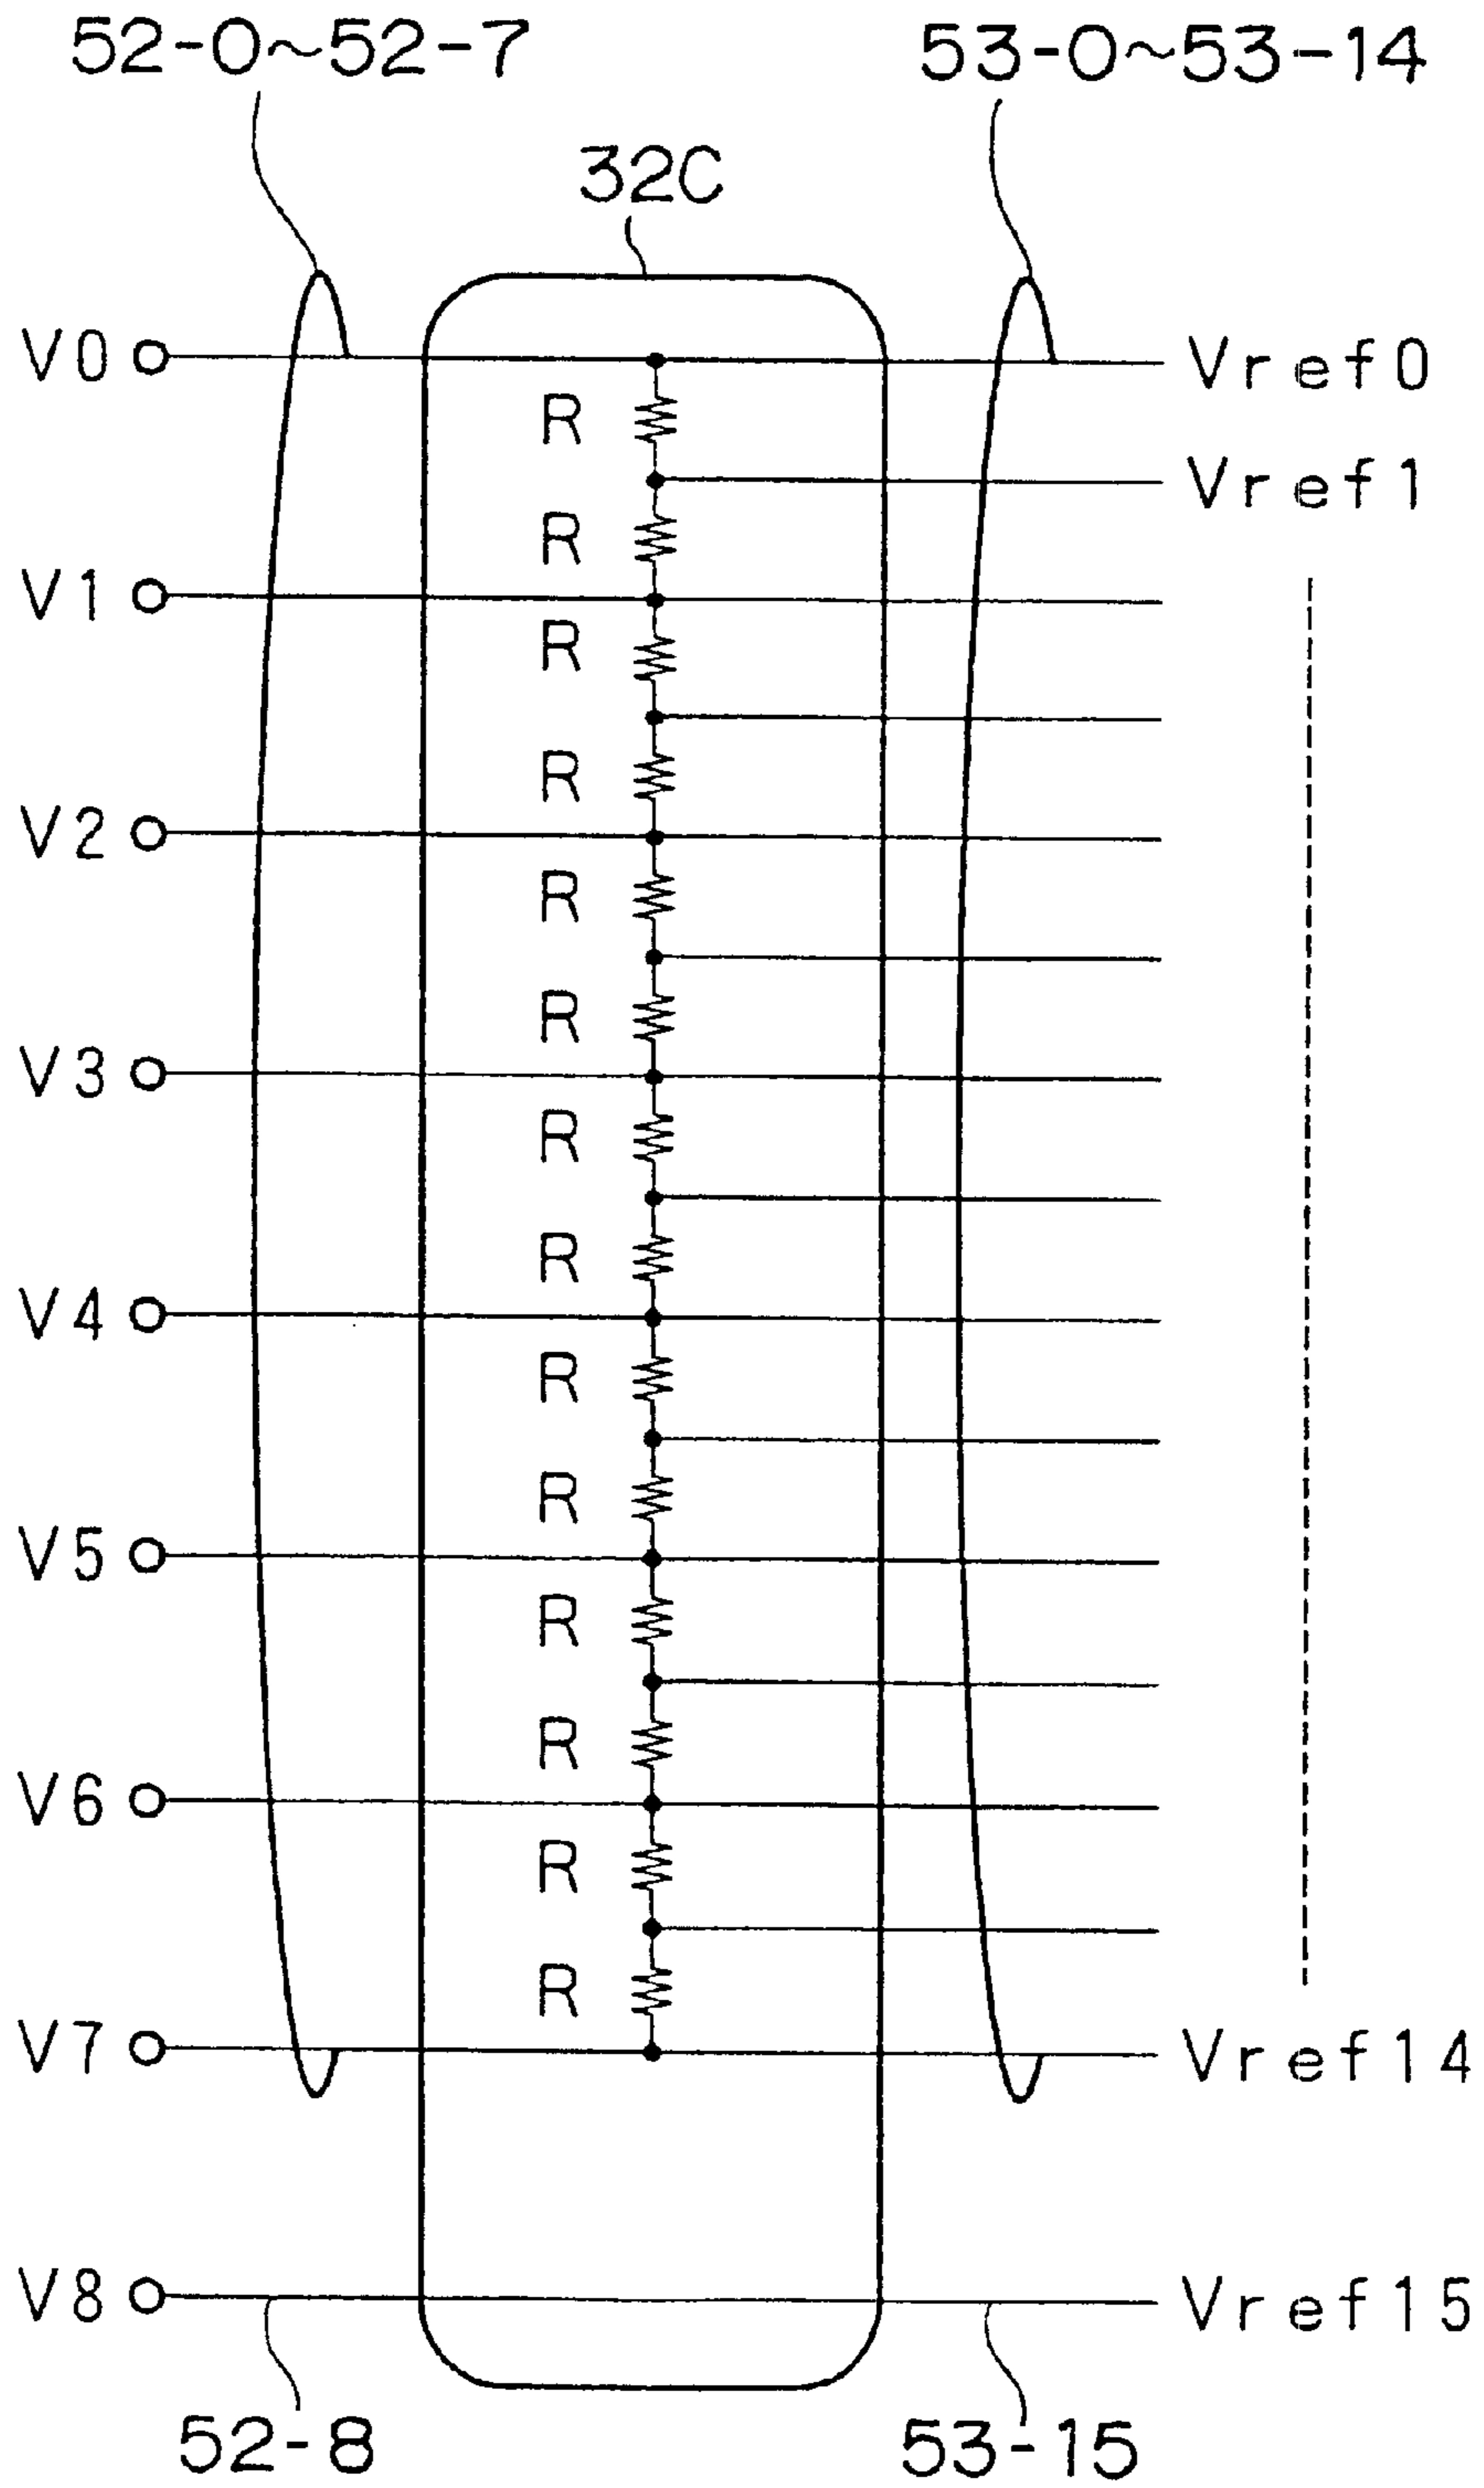 52-0~52-7
53-0~53-14
32C
V0
Vref0
R
Vref1
R
V1
R
R
V2
R
R
V3
R
R
V4
R
R
V5
R
R
V6
R
R
V7
Vref14
V8
Vref15
52-8
53-15